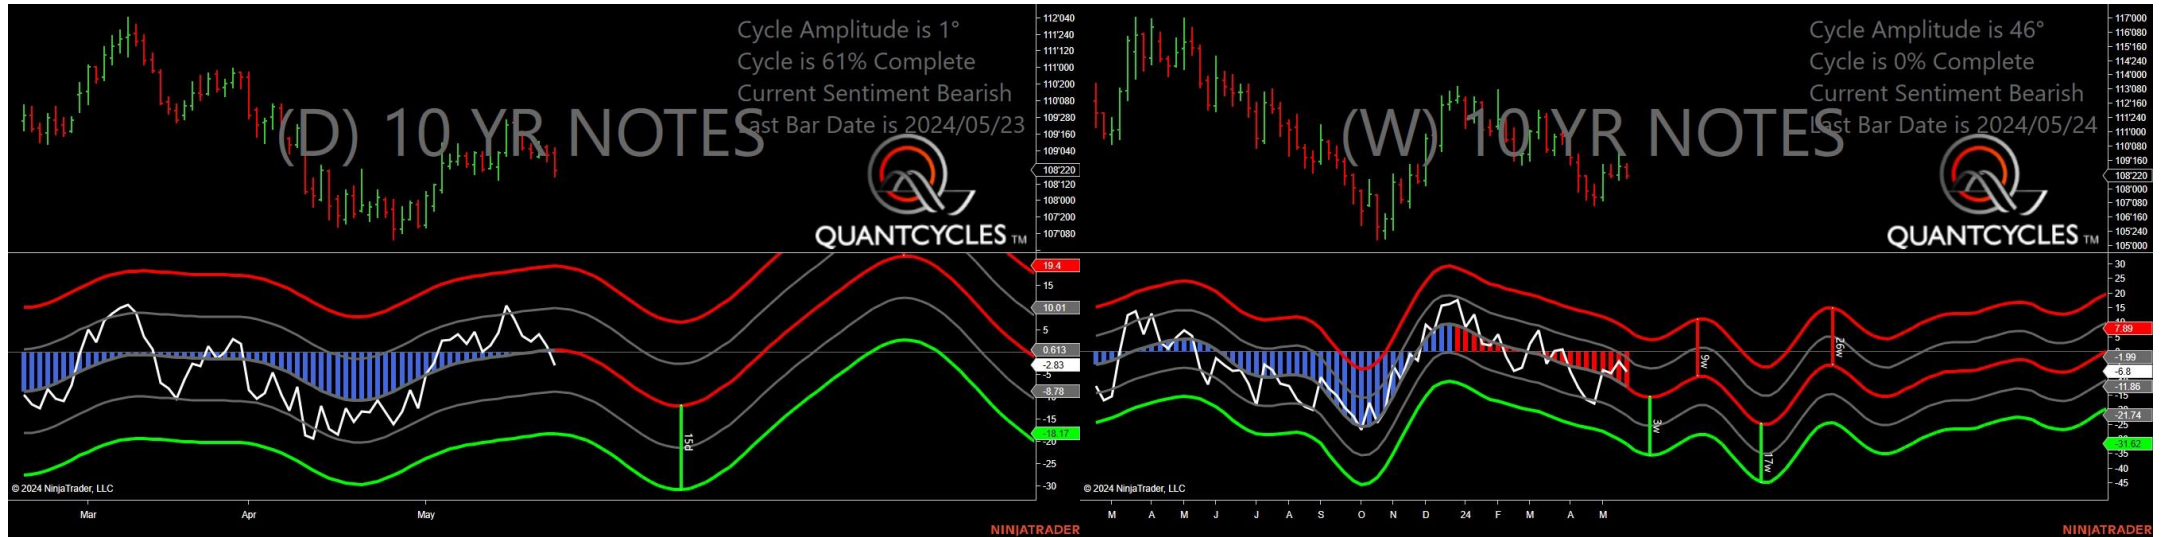 Cycle Amplitude is 1°
Cycle is 61% Complete
Current Sentiment Bearish
Last Bar Date is 2024/05/23
(D) 10 YR NOTES
QUANTCYCLES TM
112'040
111'240
111'120
111'000
110'200
110'080
109'280
109'160
109'040
108'220
108'120
108'000
107'200
107'080
19.4
15
10.01
5
0.613
-2.83
-5
-8.78
-15
-18.17
-20
-25
-30
15d
© 2024 NinjaTrader, LLC
Mar Apr May
NINJATRADER
Cycle Amplitude is 46°
Cycle is 0% Complete
Current Sentiment Bearish
Last Bar Date is 2024/05/24
(W) 10 YR NOTES
QUANTCYCLES TM
117'000
116'080
115'160
114'240
114'000
113'080
112'160
111'240
111'000
110'080
109'160
108'220
108'000
107'080
106'160
105'240
105'000
30
25
20
15
7.89
-1.99
-6.8
-11.86
-15
-21.74
-25
-31.62
-35
-40
-45
3w
9w
17w
26w
© 2024 NinjaTrader, LLC
M A M J J A S O N D 24 F M A M
NINJATRADER